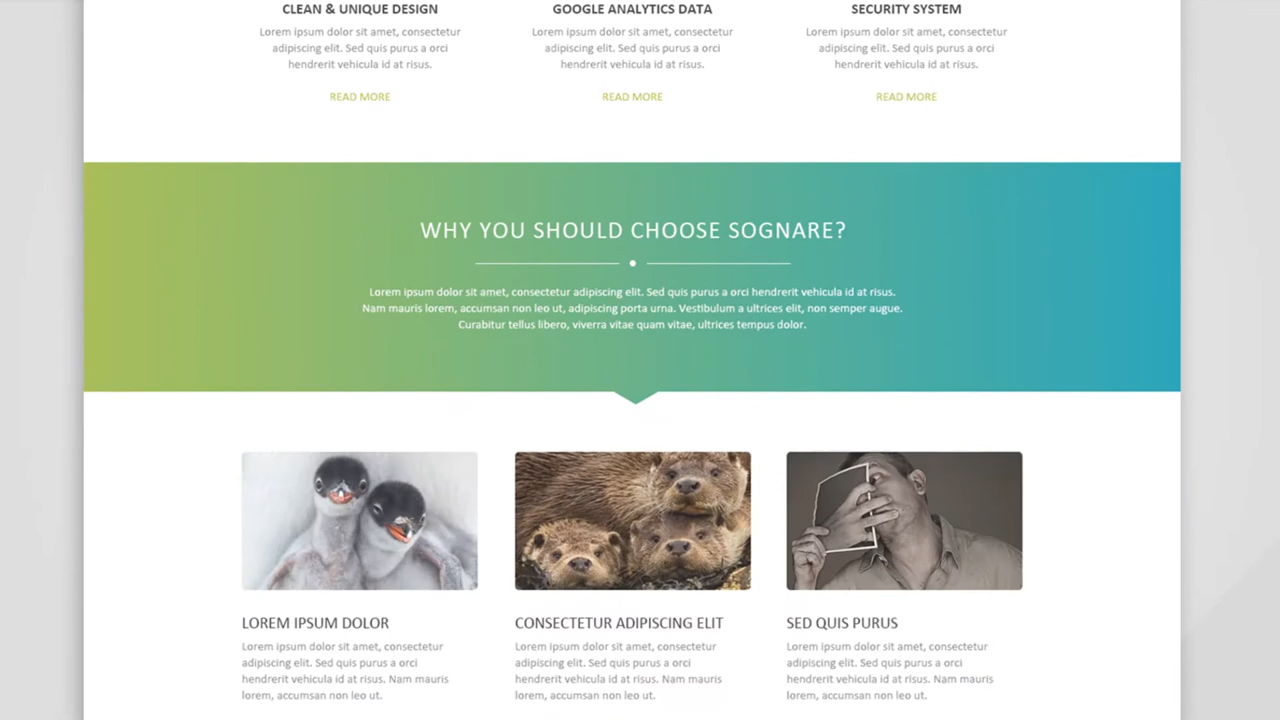 CLEAN & UNIQUE DESIGN
Lorem ipsum dolor sit amet, consectetur
adipiscing elit. Sed quis purus a orci
hendrerit vehicula id at risus.
READ MORE
GOOGLE ANALYTICS DATA
Lorem ipsum dolor sit amet, consectetur
adipiscing elit. Sed quis purus a orci
hendrerit vehicula id at risus.
READ MORE
SECURITY SYSTEM
Lorem ipsum dolor sit amet, consectetur
adipiscing elit. Sed quis purus a orci
hendrerit vehicula id at risus.
READ MORE
WHY YOU SHOULD CHOOSE SOGNARE?
Lorem ipsum dolor sit amet, consectetur adipiscing elit. Sed quis purus a orci hendrerit vehicula id at risus.
Nam mauris lorem, accumsan non leo ut, adipiscing porta urna. Vestibulum a ultrices elit, non semper augue.
Curabitur tellus libero, viverra vitae quam vitae, ultrices tempus dolor.
LOREM IPSUM DOLOR
Lorem ipsum dolor sit amet, consectetur
adipiscing elit. Sed quis purus a orci
hendrerit vehicula id at risus. Nam mauris
lorem, accumsan non leo ut.
CONSECTETUR ADIPISCING ELIT
Lorem ipsum dolor sit amet, consectetur
adipiscing elit. Sed quis purus a orci
hendrerit vehicula id at risus. Nam mauris
lorem, accumsan non leo ut.
SED QUIS PURUS
Lorem ipsum dolor sit amet, consectetur
adipiscing elit. Sed quis purus a orci
hendrerit vehicula id at risus. Nam mauris
lorem, accumsan non leo ut.